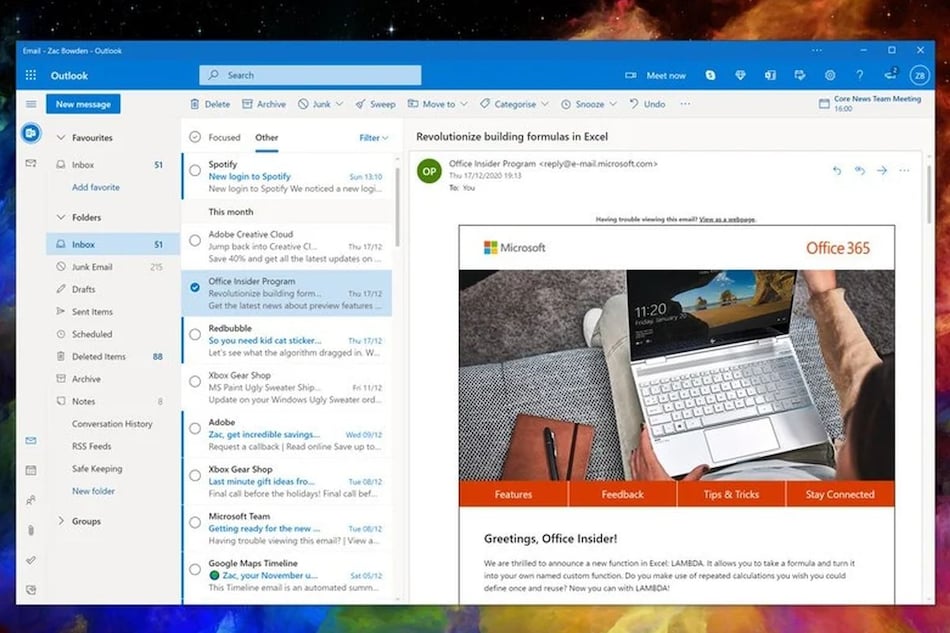 Email - Zac Bowden - Outlook
Outlook
Search
Meet now
2
ZB
New message
Delete
Archive
Junk
Sweep
Move to
Categorise
Snooze
Undo
Core News Team Meeting
16:00
Favourites
Inbox 51
Add favorite
Folders
Inbox 51
Junk Email 215
Drafts
Sent Items
Scheduled
Deleted Items 88
Archive
Notes 8
Conversation History
RSS Feeds
Safe Keeping
New folder
Groups
Focused Other Filter
Spotify
New login to Spotify Sun 13:10
New login to Spotify We noticed a new logi...
This month
Adobe Creative Cloud
Jump back into Creative Cl... Thu 17/12
Save 40% and get all the latest updates on ...
Office Insider Program
Revolutionize building form... Thu 17/12
Get the latest news about preview features ...
Redbubble
So you need kid cat sticker... Thu 17/12
Let's see what the algorithm dragged in. W...
Xbox Gear Shop
MS Paint Ugly Sweater Ship... Fri 11/12
Update on your Windows Ugly Sweater ord...
Adobe
Zac, get incredible savings... Wed 09/12
Request a callback | Read online Save up to...
Xbox Gear Shop
Last minute gift ideas fro... Tue 08/12
Final call before the holidays! Final call bef...
Microsoft Team
Getting ready for the new ... Tue 08/12
Having trouble viewing this email? | View a...
Google Maps Timeline
Zac, your November u... Sat 05/12
This Timeline email is an automated summ...
Revolutionize building formulas in Excel
OP
Office Insider Program <reply@e-mail.microsoft.com>
Thu 17/12/2020 19:13
To: You
Having trouble viewing this email? View as a webpage.
Microsoft
Office 365
11:20
Friday, January 20
hp
Features
Feedback
Tips & Tricks
Stay Connected
Greetings, Office Insider!
We are thrilled to announce a new function in Excel: LAMBDA. It allows you to take a formula and turn it
into your own named custom function. Do you make use of repeated calculations you wish you could
define once and reuse? Now you can with LAMBDA!